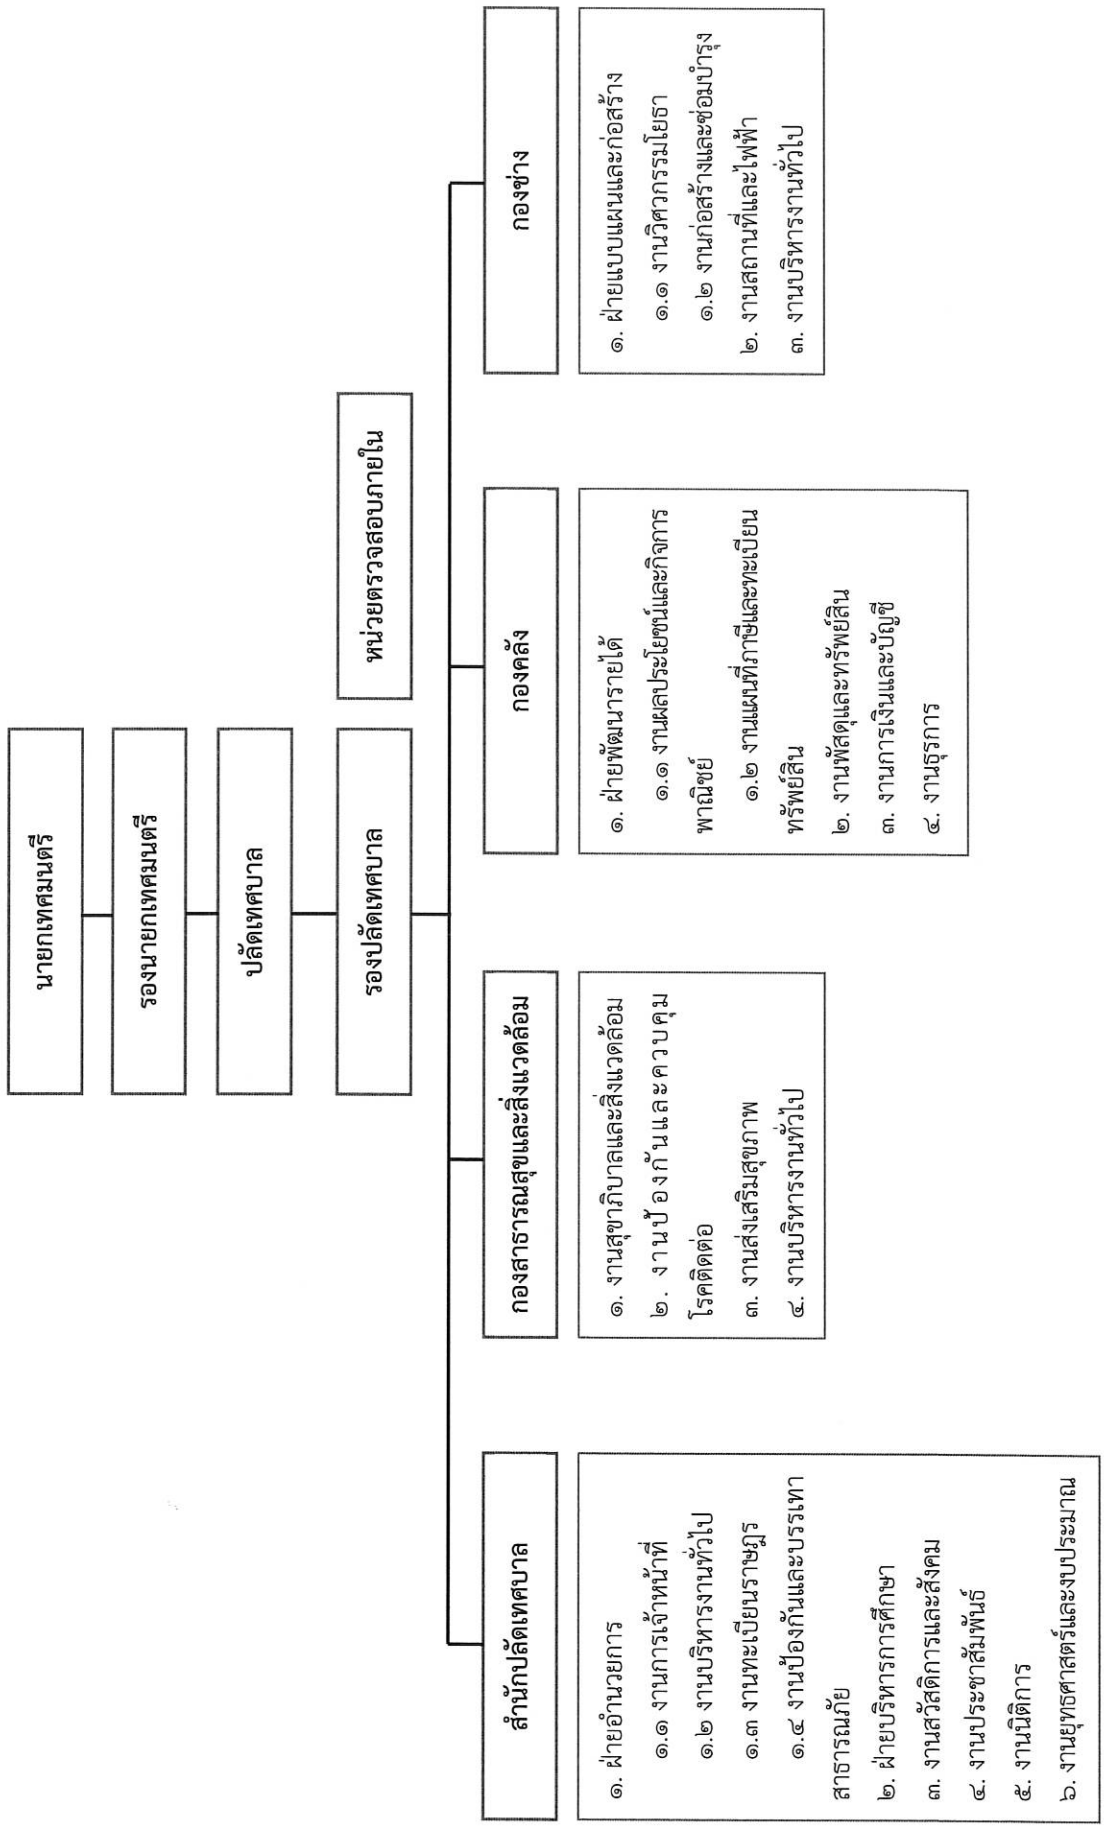 นายกเทศมนตรี
รองนายกเทศมนตรี
ปลัดเทศบาล
รองปลัดเทศบาล
หน่วยตรวจสอบภายใน
สำนักปลัดเทศบาล
๑. ฝ่ายอำนวยการ
๑.๑ งานการเจ้าหน้าที่
๑.๒ งานบริหารงานทั่วไป
๑.๓ งานทะเบียนราษฎร
๑.๔ งานป้องกันและบรรเทา
สาธารณภัย
๒. ฝ่ายบริหารการศึกษา
๓. งานสวัสดิการและสังคม
๔. งานประชาสัมพันธ์
๕. งานนิติการ
๖. งานยุทธศาสตร์และงบประมาณ
กองสาธารณสุขและสิ่งแวดล้อม
๑. งานสุขาภิบาลและสิ่งแวดล้อม
๒. งานป้องกันและควบคุม
โรคติดต่อ
๓. งานส่งเสริมสุขภาพ
๔. งานบริหารงานทั่วไป
กองคลัง
๑. ฝ่ายพัฒนารายได้
๑.๑ งานผลประโยชน์และกิจการ
พาณิชย์
๑.๒ งานแผนที่ภาษีและทะเบียน
ทรัพย์สิน
๒. งานพัสดุและทรัพย์สิน
๓. งานการเงินและบัญชี
๔. งานธุรการ
กองช่าง
๑. ฝ่ายแบบแผนและก่อสร้าง
๑.๑ งานวิศวกรรมโยธา
๑.๒ งานก่อสร้างและซ่อมบำรุง
๒. งานสถานที่และไฟฟ้า
๓. งานบริหารงานทั่วไป